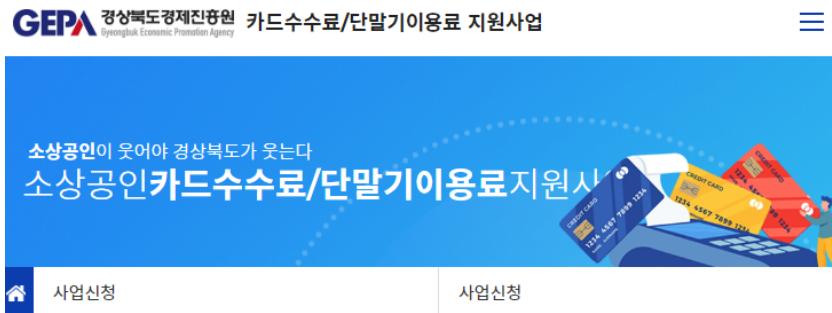 GEPA 경상북도경제진흥원 카드수수료/단말기이용료 지원사업
Gyeongbuk Economic Promotion Agency
소상공인이 웃어야 경상북도가 웃는다
소상공인카드수수료/단말기이용료지원사
CREDIT CARD
1234 4567 7899 1234
CREDIT CARD
1234 4567 7899 1234
CREDIT CARD
1234
사업신청 사업신청